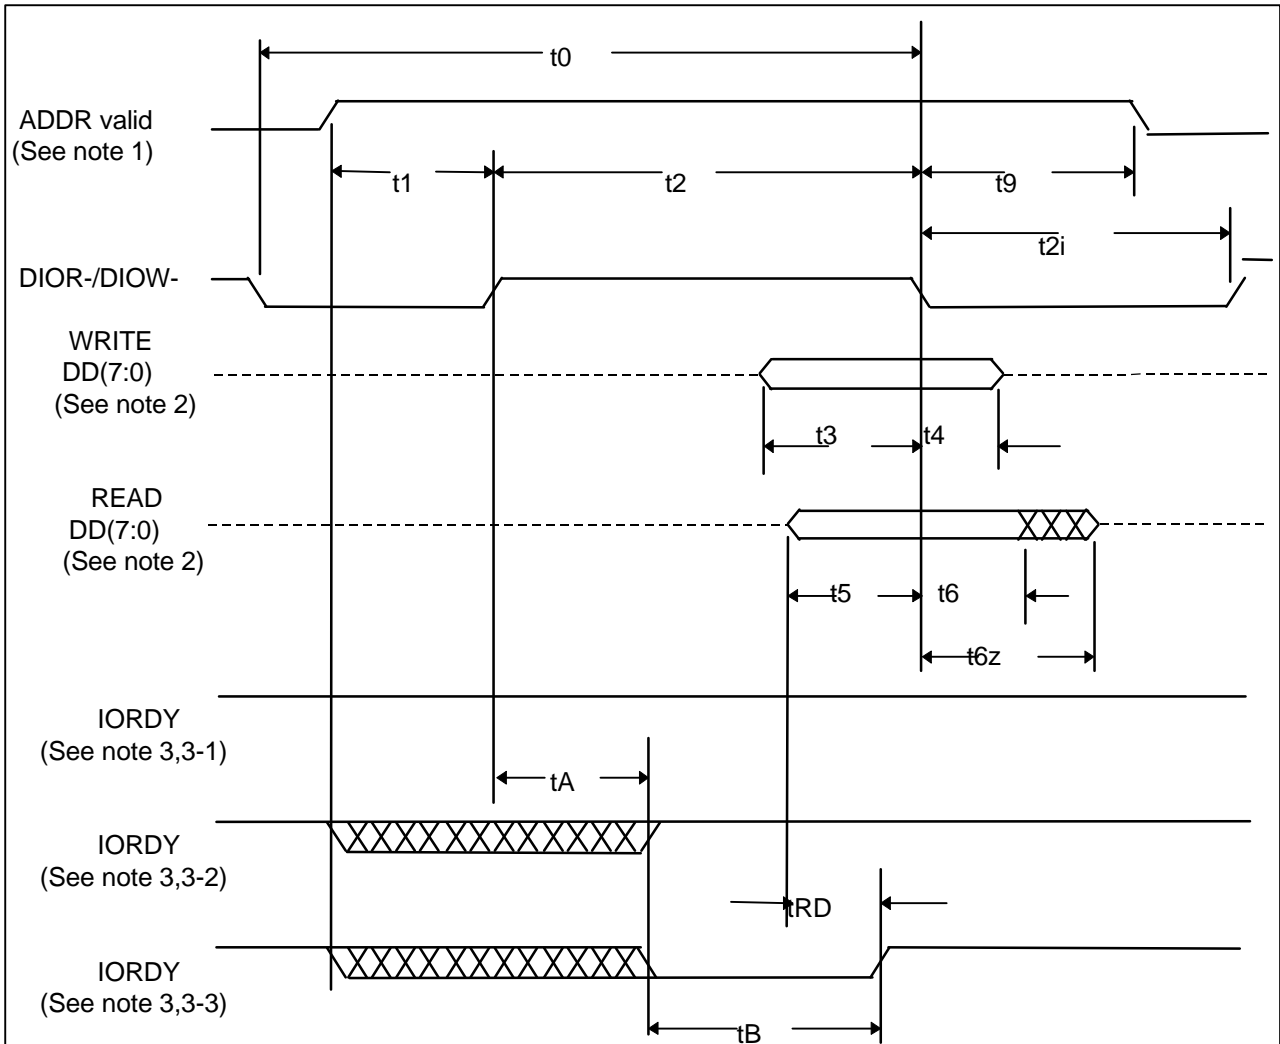 t0
ADDR valid
(See note 1)
t1
t2
t9
t2i
DIOR-/DIOW-
WRITE
DD(7:0)
(See note 2)
t3
t4
READ
DD(7:0)
(See note 2)
t5
t6
t6z
IORDY
(See note 3,3-1)
tA
IORDY
(See note 3,3-2)
tRD
IORDY
(See note 3,3-3)
tB